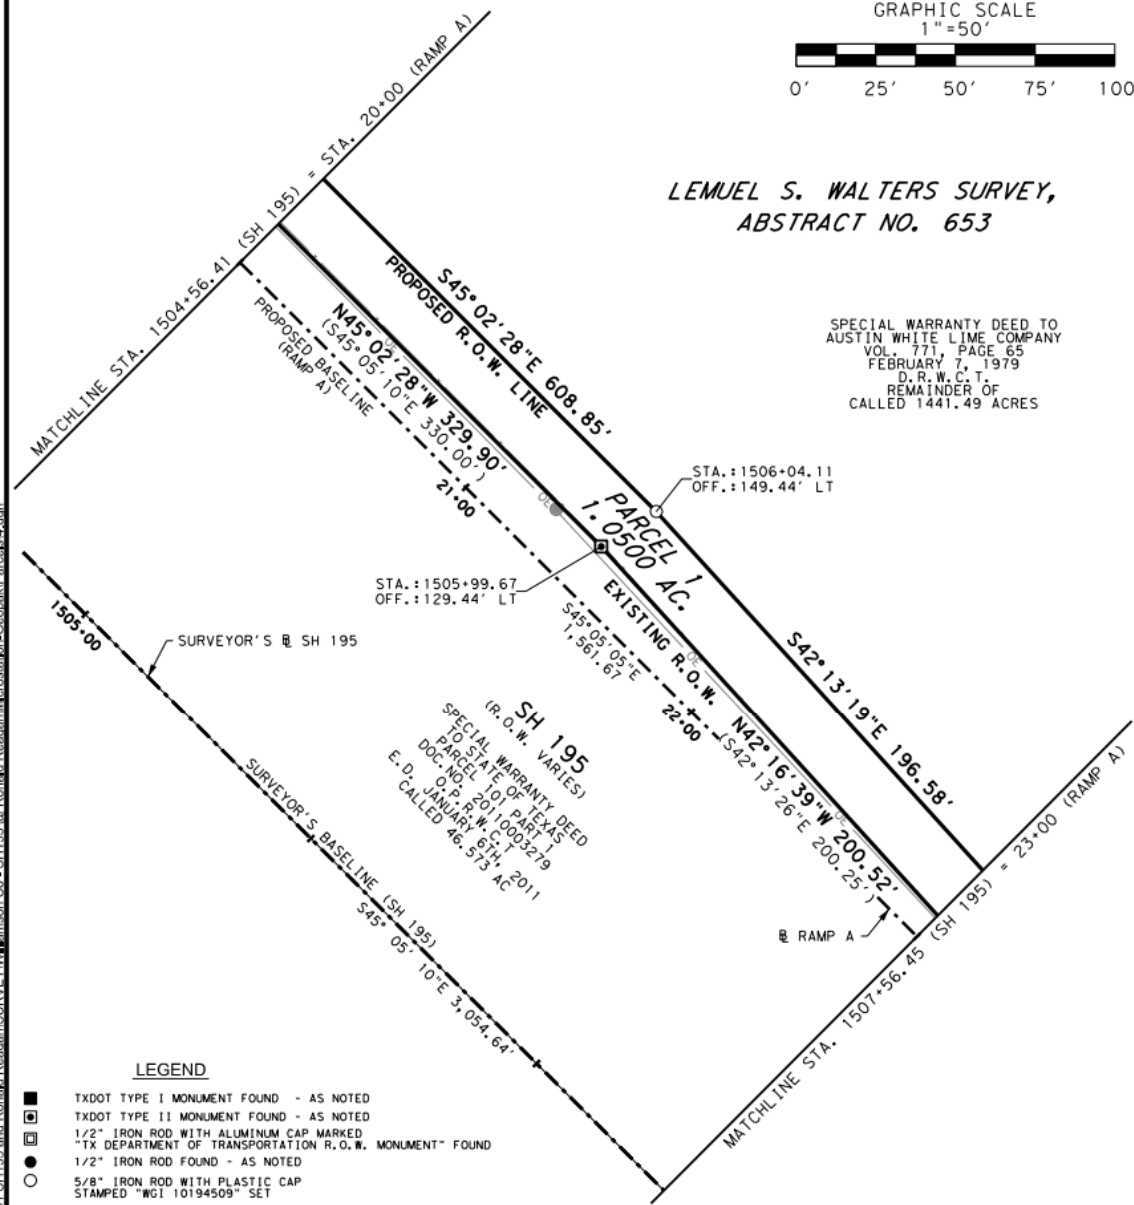 GRAPHIC SCALE
1"=50'
0' 25' 50' 75' 100
LEMUEL S. WALTERS SURVEY,
ABSTRACT NO. 653
SPECIAL WARRANTY DEED TO
AUSTIN WHITE LIME COMPANY
VOL. 771, PAGE 65
FEBRUARY 7, 1979
D.R.W.C.T.
REMAINDER OF
CALLED 1441.49 ACRES
MATCHLINE STA. 1504+56.41 (SH 195) = STA. 20+00 (RAMP A)
S45°02'28"E 608.85'
PROPOSED R.O.W. LINE
N45°02'28"W 329.90'
(S45°05'10"E 330.00')
PROPOSED BASELINE
(RAMP A)
OE
21+00
OE
STA.:1506+04.11
OFF.:149.44' LT
PARCEL 1
1.0500 AC.
STA.:1505+99.67
OFF.:129.44' LT
EXISTING R.O.W.
S45°05'05"E
1,561.67
OE
22+00
S42°13'19"E 196.58'
N42°16'39"W 200.52'
(S42°13'26"E 200.25')
OE
1505+00
SURVEYOR'S BL SH 195
SH 195
(R.O.W. VARIES)
SPECIAL WARRANTY DEED
TO STATE OF TEXAS
PARCEL 101 PART 1
DOC.NO. 20110003279
O.P.R.W.C.T
E.D. JANUARY 6TH, 2011
CALLED 46.573 AC
SURVEYOR'S BASELINE (SH 195)
S45° 05' 10"E 3,054.64'
BL RAMP A
MATCHLINE STA. 1507+56.45 (SH 195) = 23+00 (RAMP A)
LEGEND
TXDOT TYPE I MONUMENT FOUND - AS NOTED
TXDOT TYPE II MONUMENT FOUND - AS NOTED
1/2" IRON ROD WITH ALUMINUM CAP MARKED
"TX DEPARTMENT OF TRANSPORTATION R.O.W. MONUMENT" FOUND
1/2" IRON ROD FOUND - AS NOTED
5/8" IRON ROD WITH PLASTIC CAP
STAMPED "WGI 10194509" SET